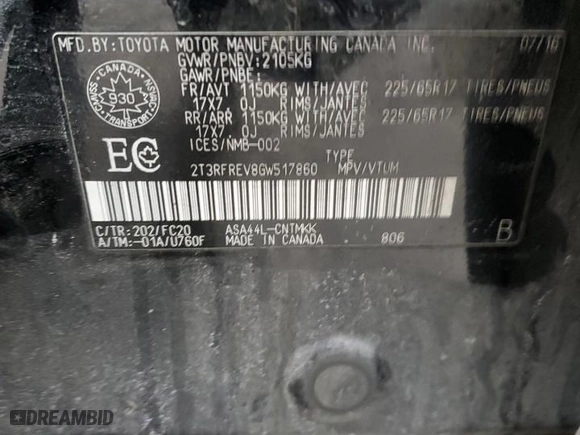 MFD.BY:TOYOTA MOTOR MANUFACTURING CANADA INC. 07/16
GVWR/PNBV:2105KG
GAWR/PNBE:
FR/AVT 1150KG WITH/AVEC 225/65R17 TIRES/PNEUS
17X7.0J RIMS/JANTES
RR/ARR 1150KG WITH/AVEC 225/65R17 TIRES/PNEUS
17X7.0J RIMS/JANTES
ICES/NMB-002
CANADA
930
TRANSPORT
EC
TYPE
2T3RFREV8GW517860 MPV/VTUM
C/TR:202/FC20 ASA44L-CNTMKK
A/TM:-01A/U760F MADE IN CANADA 806 B
DREAMBID